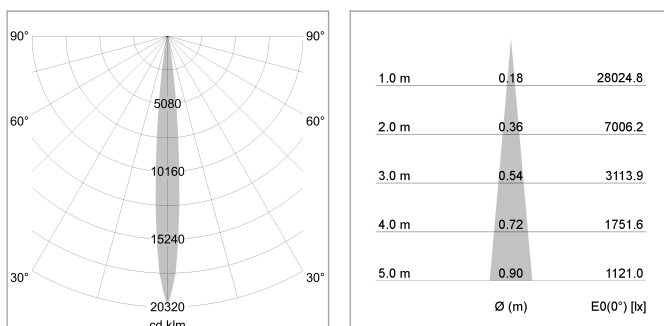 90° 90°
5080
60° 60°
10160
15240
30° 30°
20320
cd klm
1.0 m 0.18 28024.8
2.0 m 0.36 7006.2
3.0 m 0.54 3113.9
4.0 m 0.72 1751.6
5.0 m 0.90 1121.0
Ø (m) E0(0°) [lx]